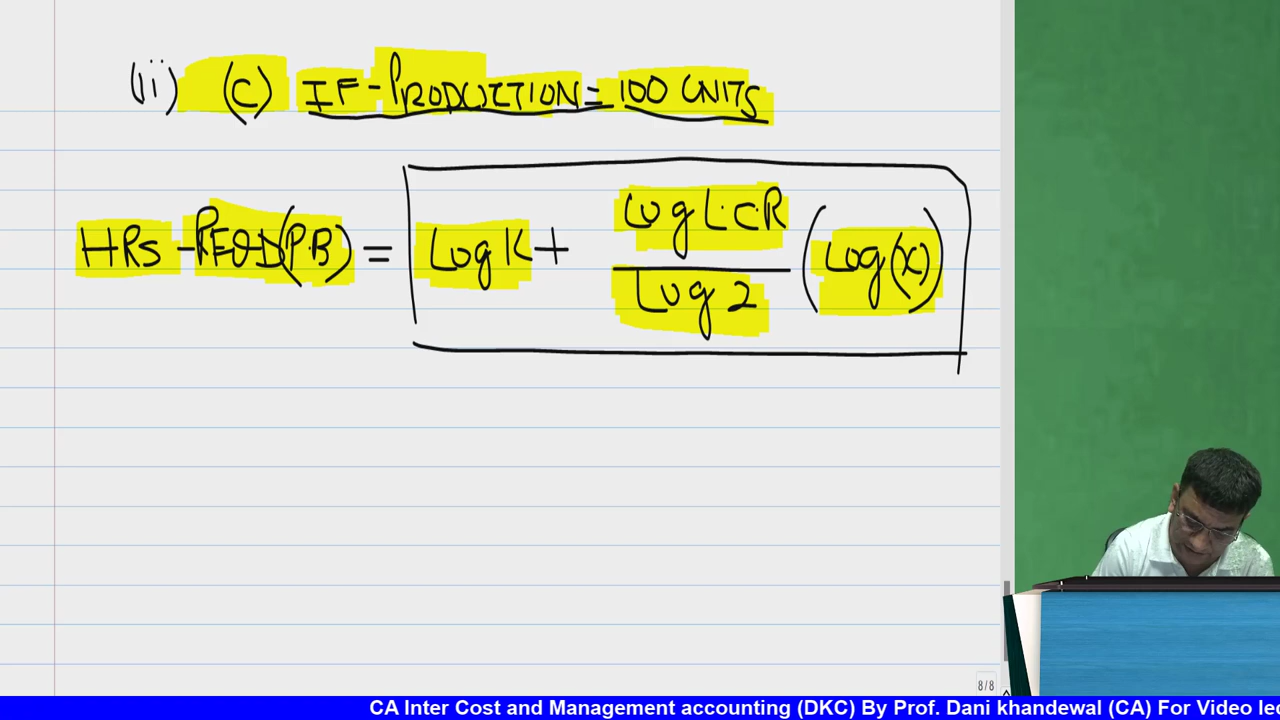 (ii) (C) IF - PRODUCTION = 100 UNITS
HRs - REQD(P.B) = Log K + Log L.C.R / Log 2 (Log(x))
8/8
CA Inter Cost and Management accounting (DKC) By Prof. Dani khandewal (CA) For Video lec